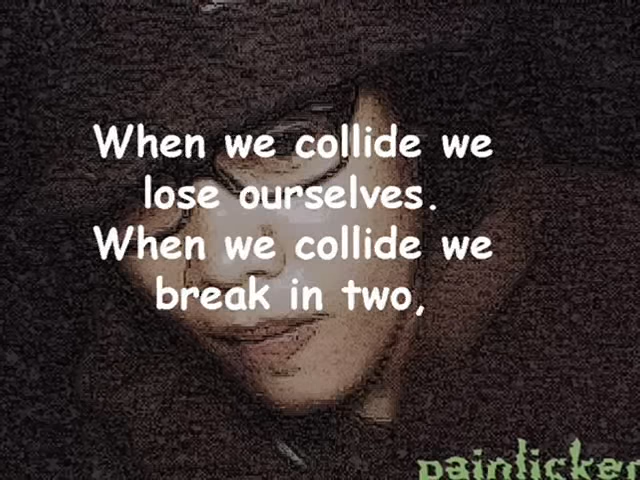 When we collide we
lose ourselves.
When we collide we
break in two,
painlicker